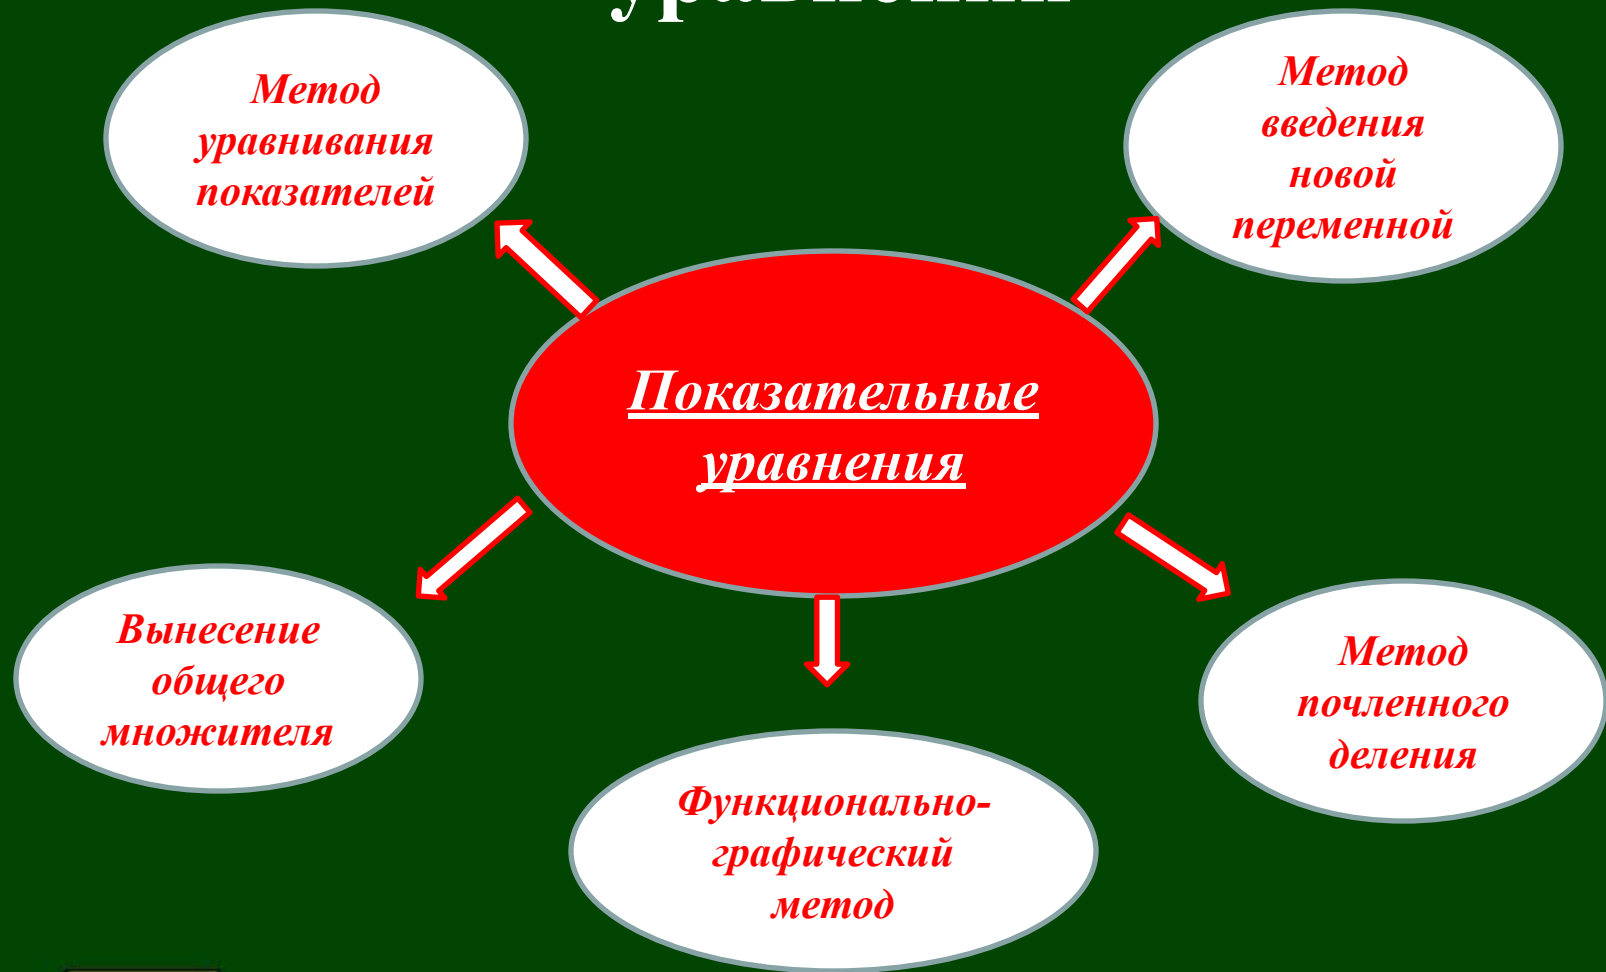 Метод
уравнивания
показателей
Метод
введения
новой
переменной
Показательные
уравнения
Вынесение
общего
множителя
Функционально-
графический
метод
Метод
почленного
деления